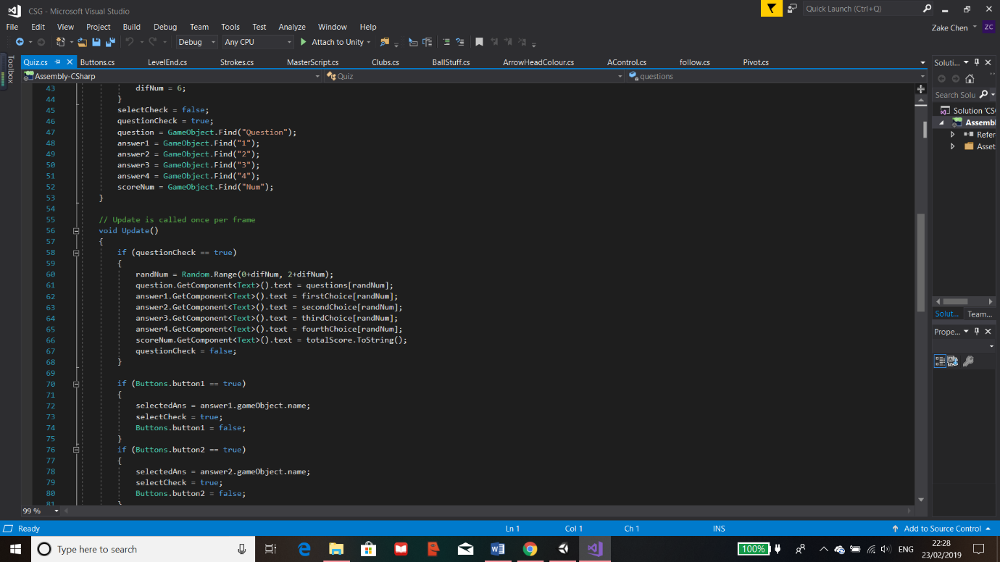 CSG - Microsoft Visual Studio
Quick Launch (Ctrl+Q)
File Edit View Project Build Debug Team Tools Test Analyze Window Help
Zake Chen ZC
Debug Any CPU Attach to Unity
Toolbox
Quiz.cs Buttons.cs LevelEnd.cs Strokes.cs MasterScript.cs Clubs.cs BallStuff.cs ArrowHeadColour.cs AControl.cs follow.cs Pivot.cs
Assembly-CSharp Quiz questions
43 difNum = 6;
44 }
45 selectCheck = false;
46 questionCheck = true;
47 question = GameObject.Find("Question");
48 answer1 = GameObject.Find("1");
49 answer2 = GameObject.Find("2");
50 answer3 = GameObject.Find("3");
51 answer4 = GameObject.Find("4");
52 scoreNum = GameObject.Find("Num");
53 }
54
55 // Update is called once per frame
56 void Update()
57 {
58 if (questionCheck == true)
59 {
60 randNum = Random.Range(0+difNum, 2+difNum);
61 question.GetComponent<Text>().text = questions[randNum];
62 answer1.GetComponent<Text>().text = firstChoice[randNum];
63 answer2.GetComponent<Text>().text = secondChoice[randNum];
64 answer3.GetComponent<Text>().text = thirdChoice[randNum];
65 answer4.GetComponent<Text>().text = fourthChoice[randNum];
66 scoreNum.GetComponent<Text>().text = totalScore.ToString();
67 questionCheck = false;
68 }
69
70 if (Buttons.button1 == true)
71 {
72 selectedAns = answer1.gameObject.name;
73 selectCheck = true;
74 Buttons.button1 = false;
75 }
76 if (Buttons.button2 == true)
77 {
78 selectedAns = answer2.gameObject.name;
79 selectCheck = true;
80 Buttons.button2 = false;
81 }
Soluti...
Search Solu
Solution 'CS
Assembl
Refer
Asset
Solut... Team...
Prope...
99 %
Ready Ln 1 Col 1 Ch 1 INS Add to Source Control
Type here to search
100% ENG
22:28
23/02/2019